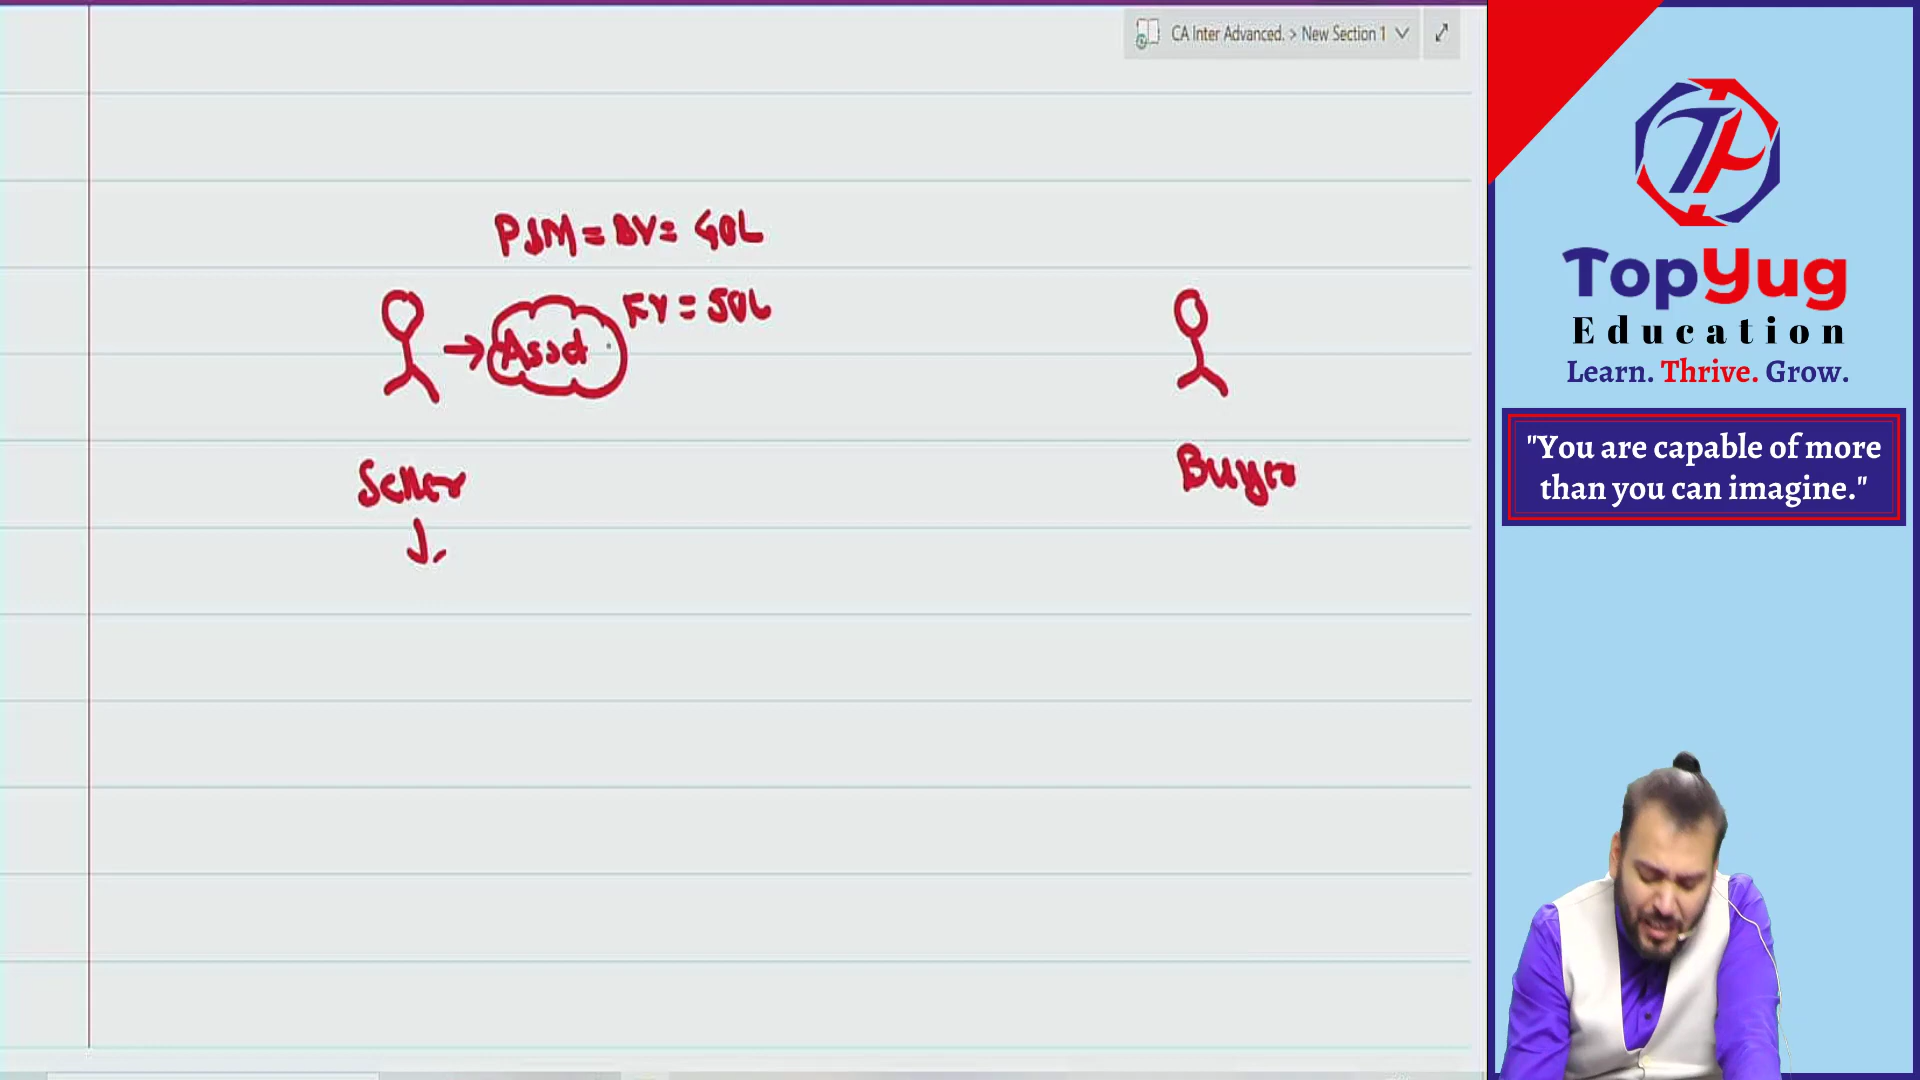 CA Inter Advanced. > New Section 1
PSM = BV = 40L
FV = 50L
Asset
Seller
Buyer
TopYug
Education
Learn. Thrive. Grow.
"You are capable of more
than you can imagine."